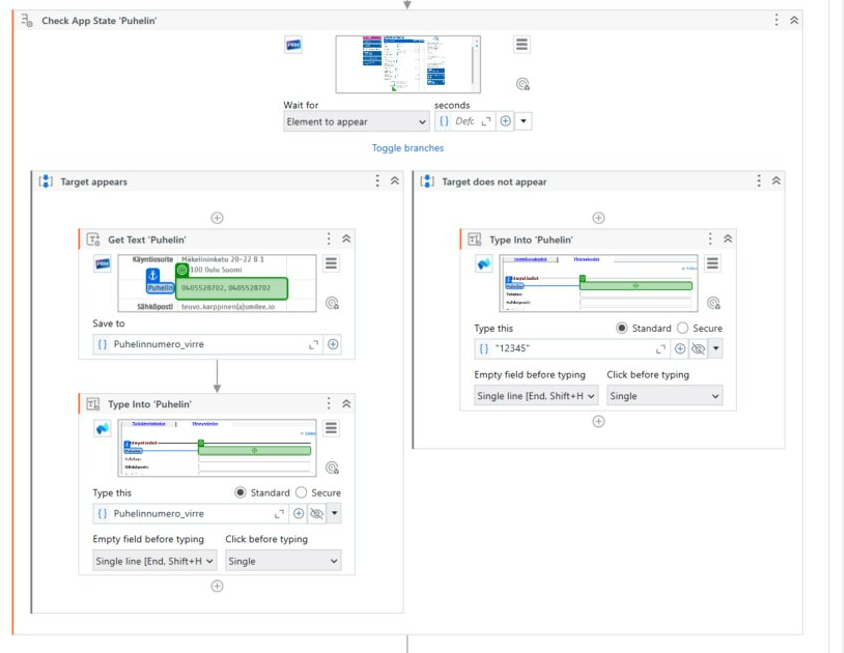 Check App State 'Puhelin'
Wait for
seconds
Element to appear
Defc
Toggle branches
Target appears
Target does not appear
Get Text 'Puhelin'
Käyntiosoite Mäkelininkatu 20-22 B 1
100 Oulu Suomi
Puhelin 0405528702, 0405528702
Sähköposti teuvo.karppinen(a)smilee.io
Save to
Puhelinnumero_virre
Type Into 'Puhelin'
Type this
Standard
Secure
Puhelinnumero_virre
Empty field before typing
Click before typing
Single line [End, Shift+H
Single
Type Into 'Puhelin'
Type this
Standard
Secure
"12345"
Empty field before typing
Click before typing
Single line [End, Shift+H
Single